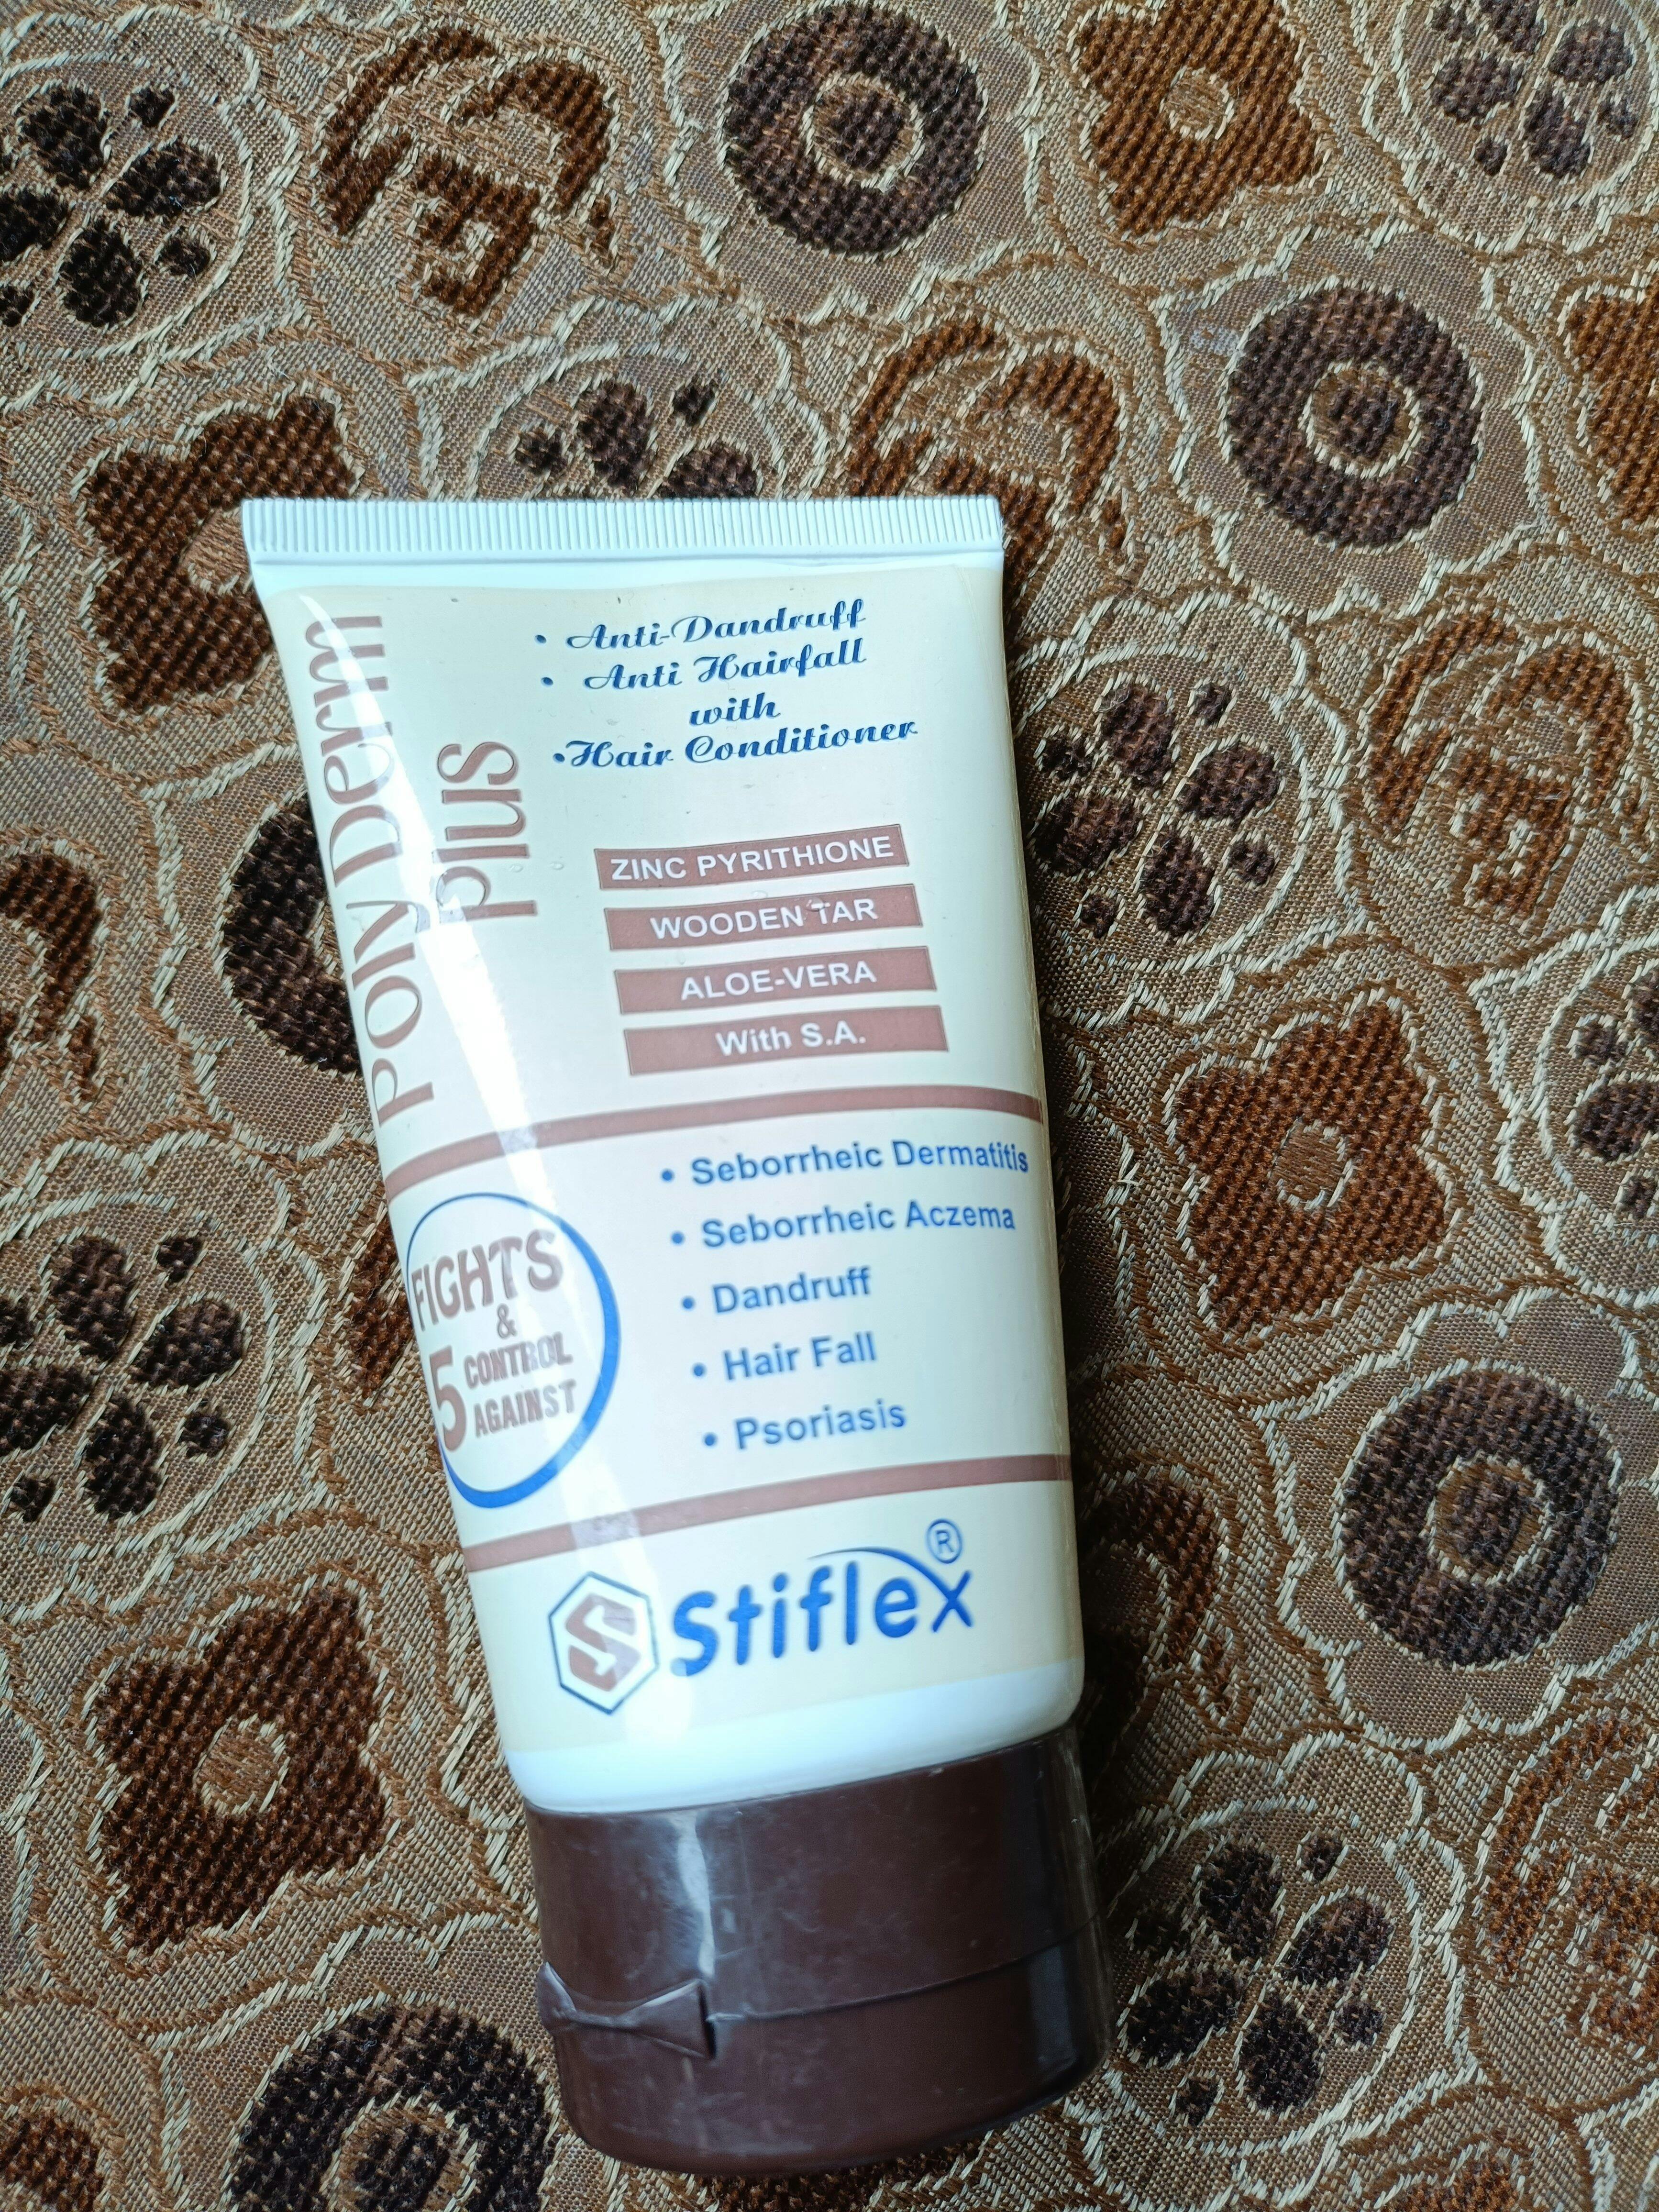 Poly Derm
plus
• Anti-Dandruff
• Anti Hairfall
with
•Hair Conditioner
ZINC PYRITHIONE
WOODEN TAR
ALOE-VERA
With S.A.
FIGHTS
&
5 CONTROL
AGAINST
• Seborrheic Dermatitis
• Seborrheic Aczema
• Dandruff
• Hair Fall
• Psoriasis
S Stiflex ®